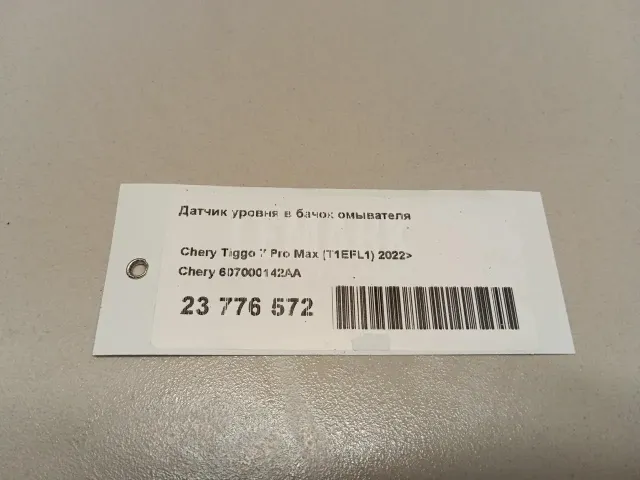 Датчик уровня в бачок омывателя
Chery Tiggo 7 Pro Max (T1EFL1) 2022>
Chery 607000142AA
23 776 572